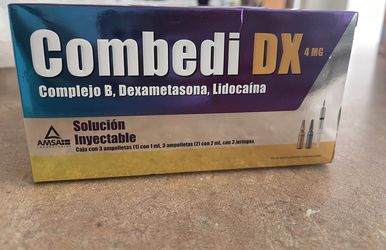 Combedi DX 4 MG
Complejo B, Dexametasona, Lidocaína
Solución
Inyectable
AMSA
Caja con 3 ampolletas (1) con 1 ml, 3 ampolletas (2) con 2 ml, con 3 jeringas.